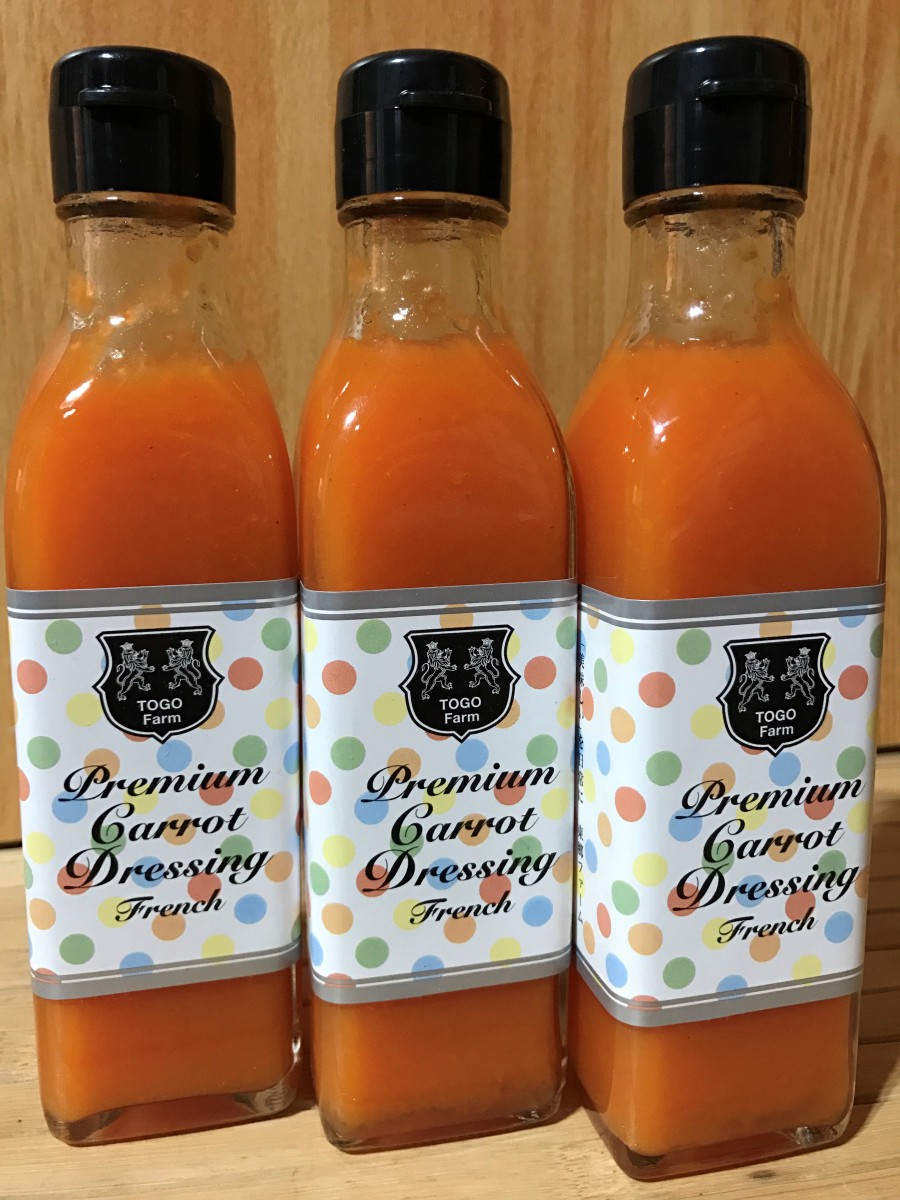 TOGO
Farm
Premium
Carrot
Dressing
French
TOGO
Farm
Premium
Carrot
Dressing
French
TOGO
Farm
Premium
Carrot
Dressing
French